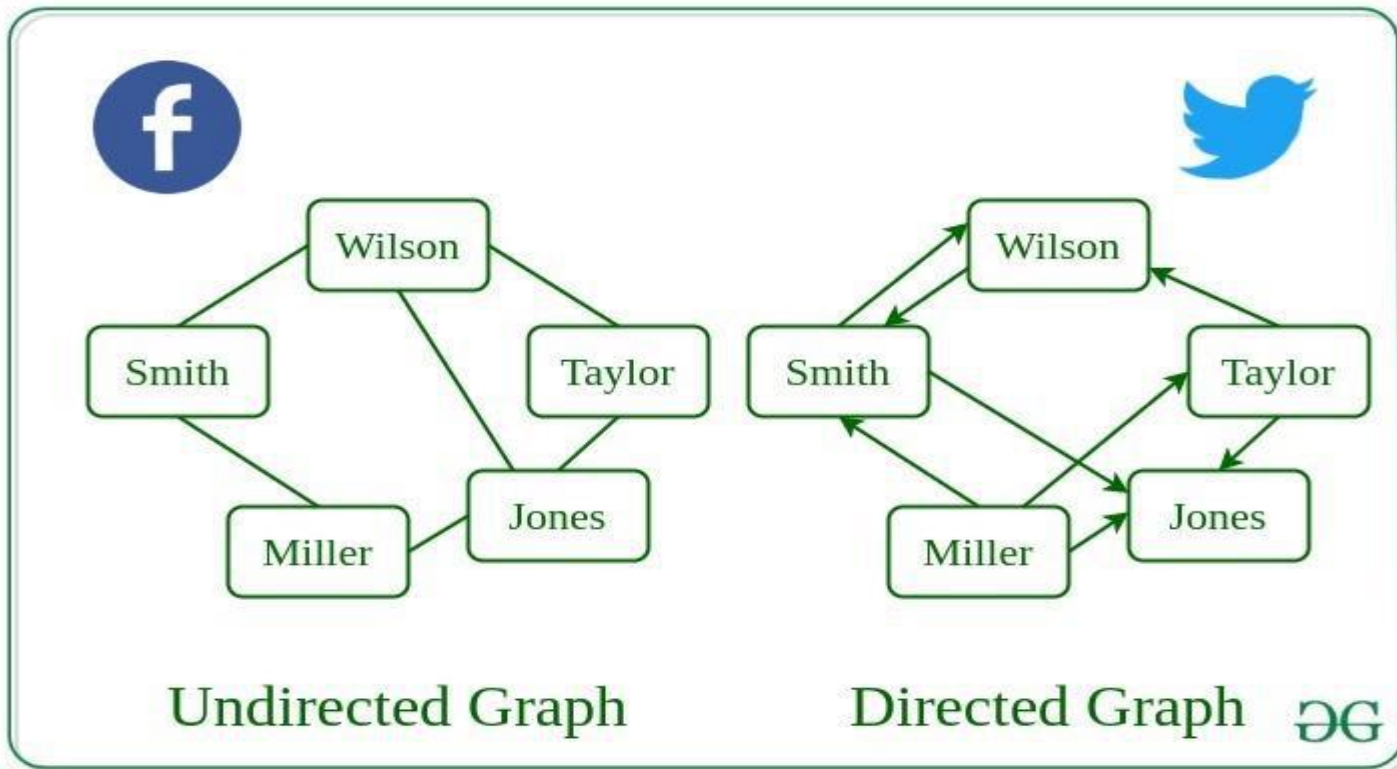 f
Wilson
Smith
Taylor
Jones
Miller
Undirected Graph
Wilson
Smith
Taylor
Jones
Miller
Directed Graph